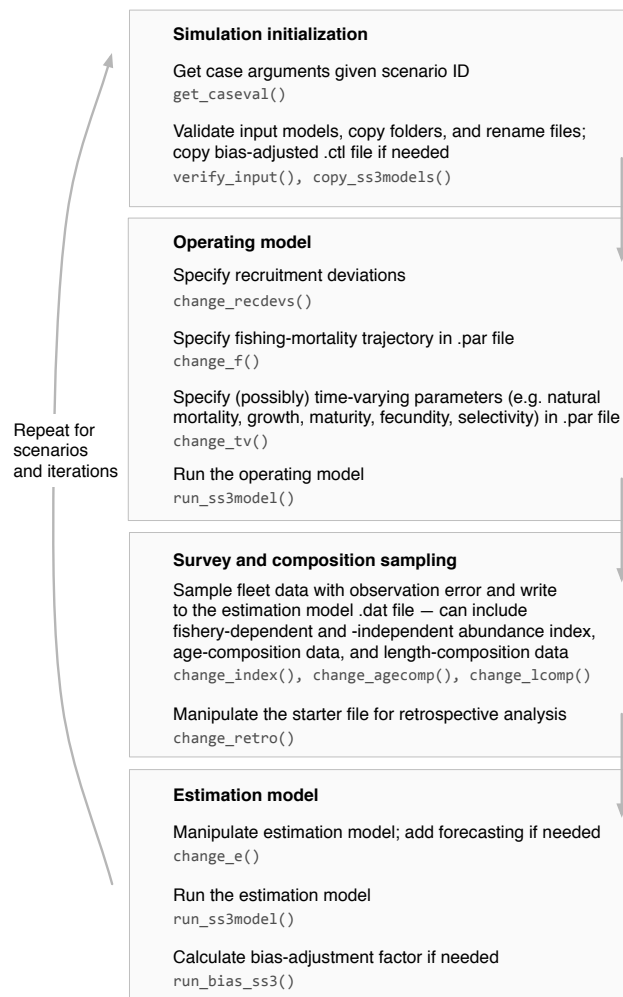 Simulation initialization
Get case arguments given scenario ID
get_caseval()
Validate input models, copy folders, and rename files;
copy bias-adjusted .ctl file if needed
verify_input(), copy_ss3models()
Operating model
Specify recruitment deviations
change_recdevs()
Specify fishing-mortality trajectory in .par file
change_f()
Specify (possibly) time-varying parameters (e.g. natural
mortality, growth, maturity, fecundity, selectivity) in .par file
change_tv()
Run the operating model
run_ss3model()
Repeat for
scenarios
and iterations
Survey and composition sampling
Sample fleet data with observation error and write
to the estimation model .dat file — can include
fishery-dependent and -independent abundance index,
age-composition data, and length-composition data
change_index(), change_agecomp(), change_lcomp()
Manipulate the starter file for retrospective analysis
change_retro()
Estimation model
Manipulate estimation model; add forecasting if needed
change_e()
Run the estimation model
run_ss3model()
Calculate bias-adjustment factor if needed
run_bias_ss3()